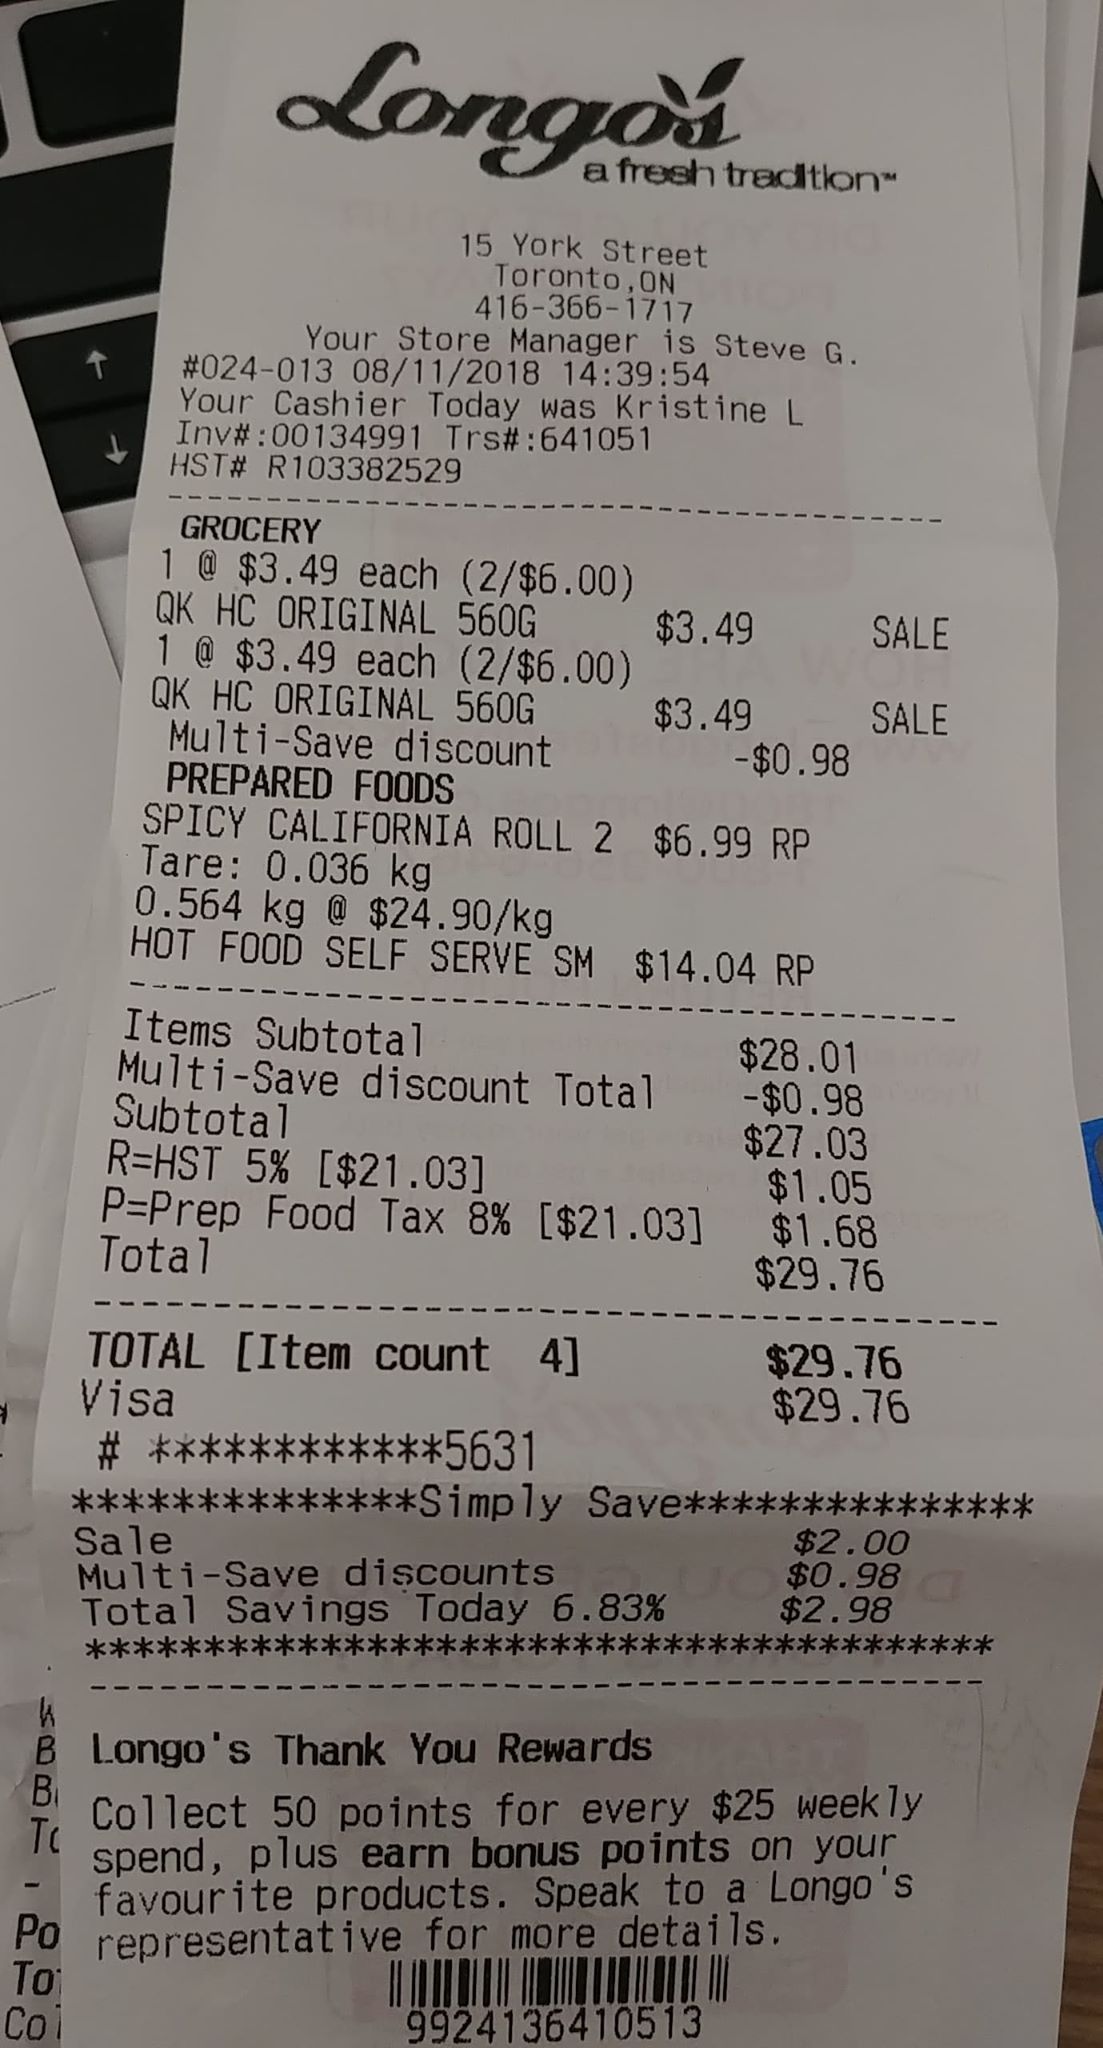 Longo's
a fresh tradition™
15 York Street
Toronto,ON
416-366-1717
Your Store Manager is Steve G.
#024-013 08/11/2018 14:39:54
Your Cashier Today was Kristine L
Inv#:00134991 Trs#:641051
HST# R103382529
GROCERY
1 @ $3.49 each (2/$6.00)
QK HC ORIGINAL 560G $3.49 SALE
1 @ $3.49 each (2/$6.00)
QK HC ORIGINAL 560G $3.49 SALE
Multi-Save discount -$0.98
PREPARED FOODS
SPICY CALIFORNIA ROLL 2 $6.99 RP
Tare: 0.036 kg
0.564 kg @ $24.90/kg
HOT FOOD SELF SERVE SM $14.04 RP
Items Subtotal $28.01
Multi-Save discount Total -$0.98
Subtotal $27.03
R=HST 5% [$21.03] $1.05
P=Prep Food Tax 8% [$21.03] $1.68
Total $29.76
TOTAL [Item count 4] $29.76
Visa $29.76
# ************5631
**************Simply Save***************
Sale $2.00
Multi-Save discounts $0.98
Total Savings Today 6.83% $2.98
***************************************
Longo's Thank You Rewards
Collect 50 points for every $25 weekly
spend, plus earn bonus points on your
favourite products. Speak to a Longo's
representative for more details.
9924136410513